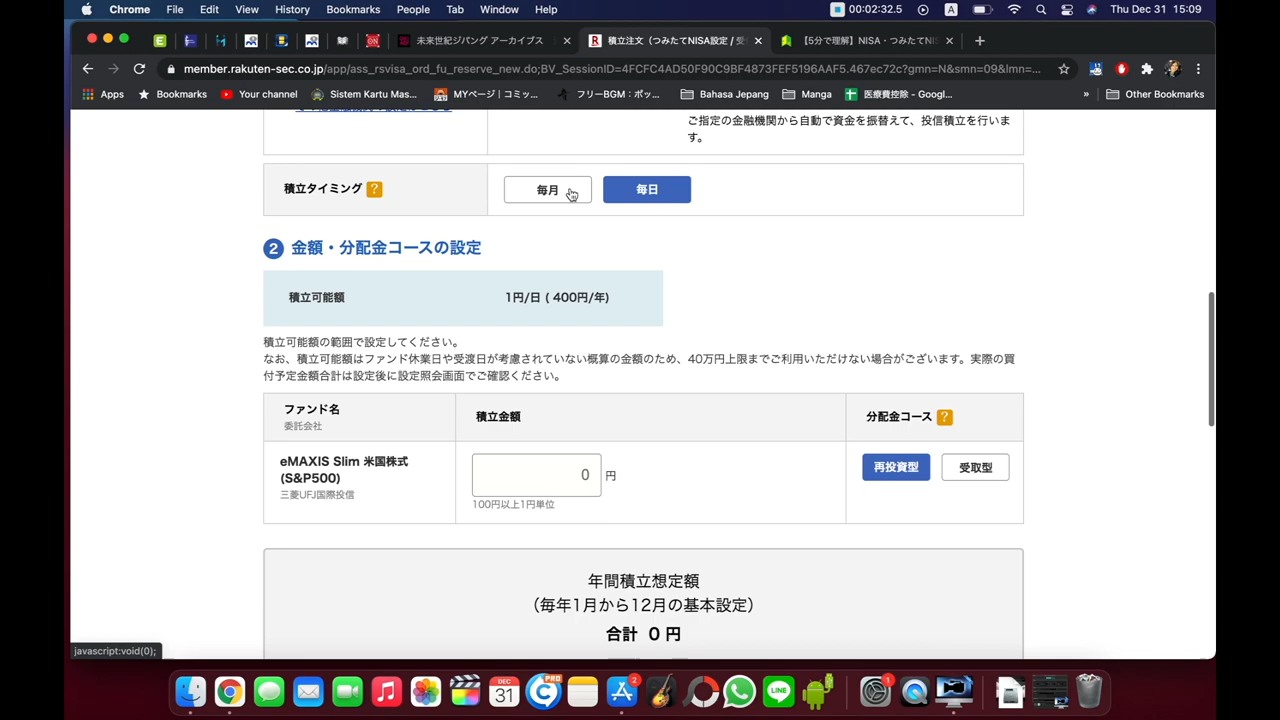 Chrome File Edit View History Bookmarks People Tab Window Help 00:02:32.5 A Thu Dec 31 15:09
未来世紀ジパング アーカイブス 積立注文（つみたてNISA設定 / 受 【5分で理解】NISA・つみたてNIS
member.rakuten-sec.co.jp/app/ass_rsvisa_ord_fu_reserve_new.do;BV_SessionID=4FCFC4AD50F90C9BF4873FEF5196AAF5.467ec72c?gmn=N&smn=09&lmn=...
Apps Bookmarks Your channel Sistem Kartu Mas... MYページ｜コミッ... フリーBGM：ポッ... Bahasa Jepang Manga 医療費控除 - Googl... » Other Bookmarks
ご指定の金融機関から自動で資金を振替えて、投信積立を行いま
す。
積立タイミング ? 毎月 毎日
2 金額・分配金コースの設定
積立可能額 1円/日 ( 400円/年)
積立可能額の範囲で設定してください。
なお、積立可能額はファンド休業日や受渡日が考慮されていない概算の金額のため、40万円上限までご利用いただけない場合がございます。実際の買
付予定金額合計は設定後に設定照会画面でご確認ください。
ファンド名 積立金額 分配金コース ?
委託会社
eMAXIS Slim 米国株式
(S&P500)
三菱UFJ国際投信
0 円
100円以上1円単位
再投資型 受取型
年間積立想定額
（毎年1月から12月の基本設定）
合計 0 円
javascript:void(0);
DEC
31
PRO
2
LINE
1